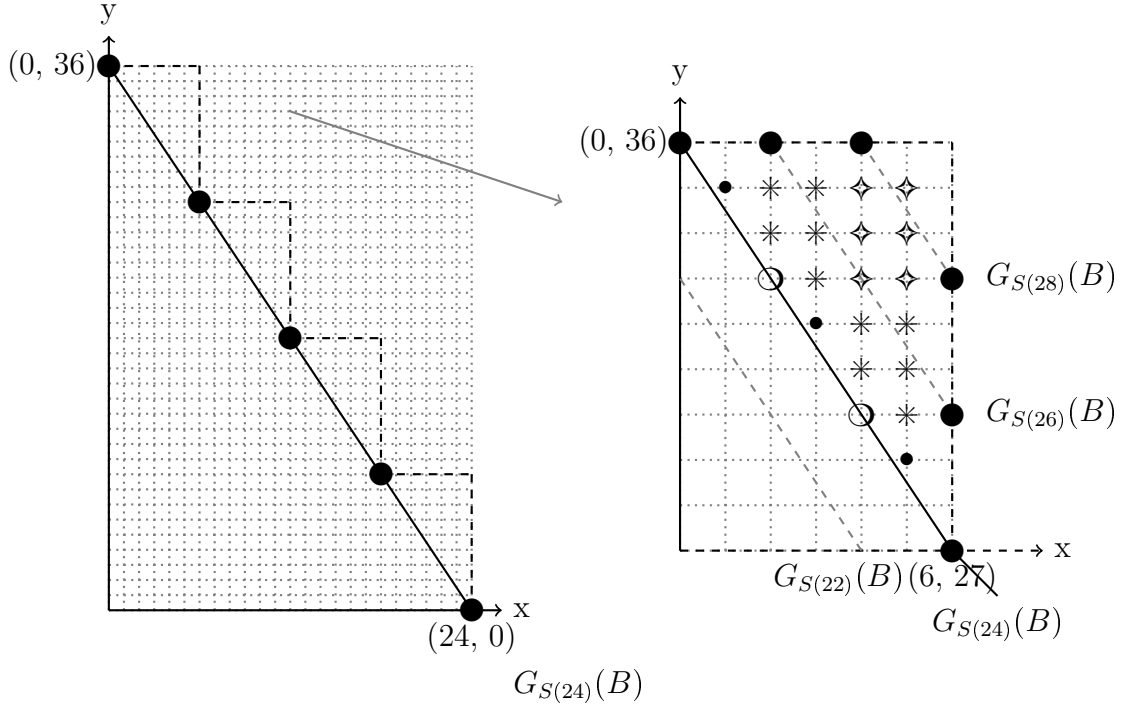 y
(0, 36)
x
(24, 0)
G_{S(24)}(B)
y
(0, 36)
G_{S(28)}(B)
G_{S(26)}(B)
x
G_{S(22)}(B) (6, 27)
G_{S(24)}(B)